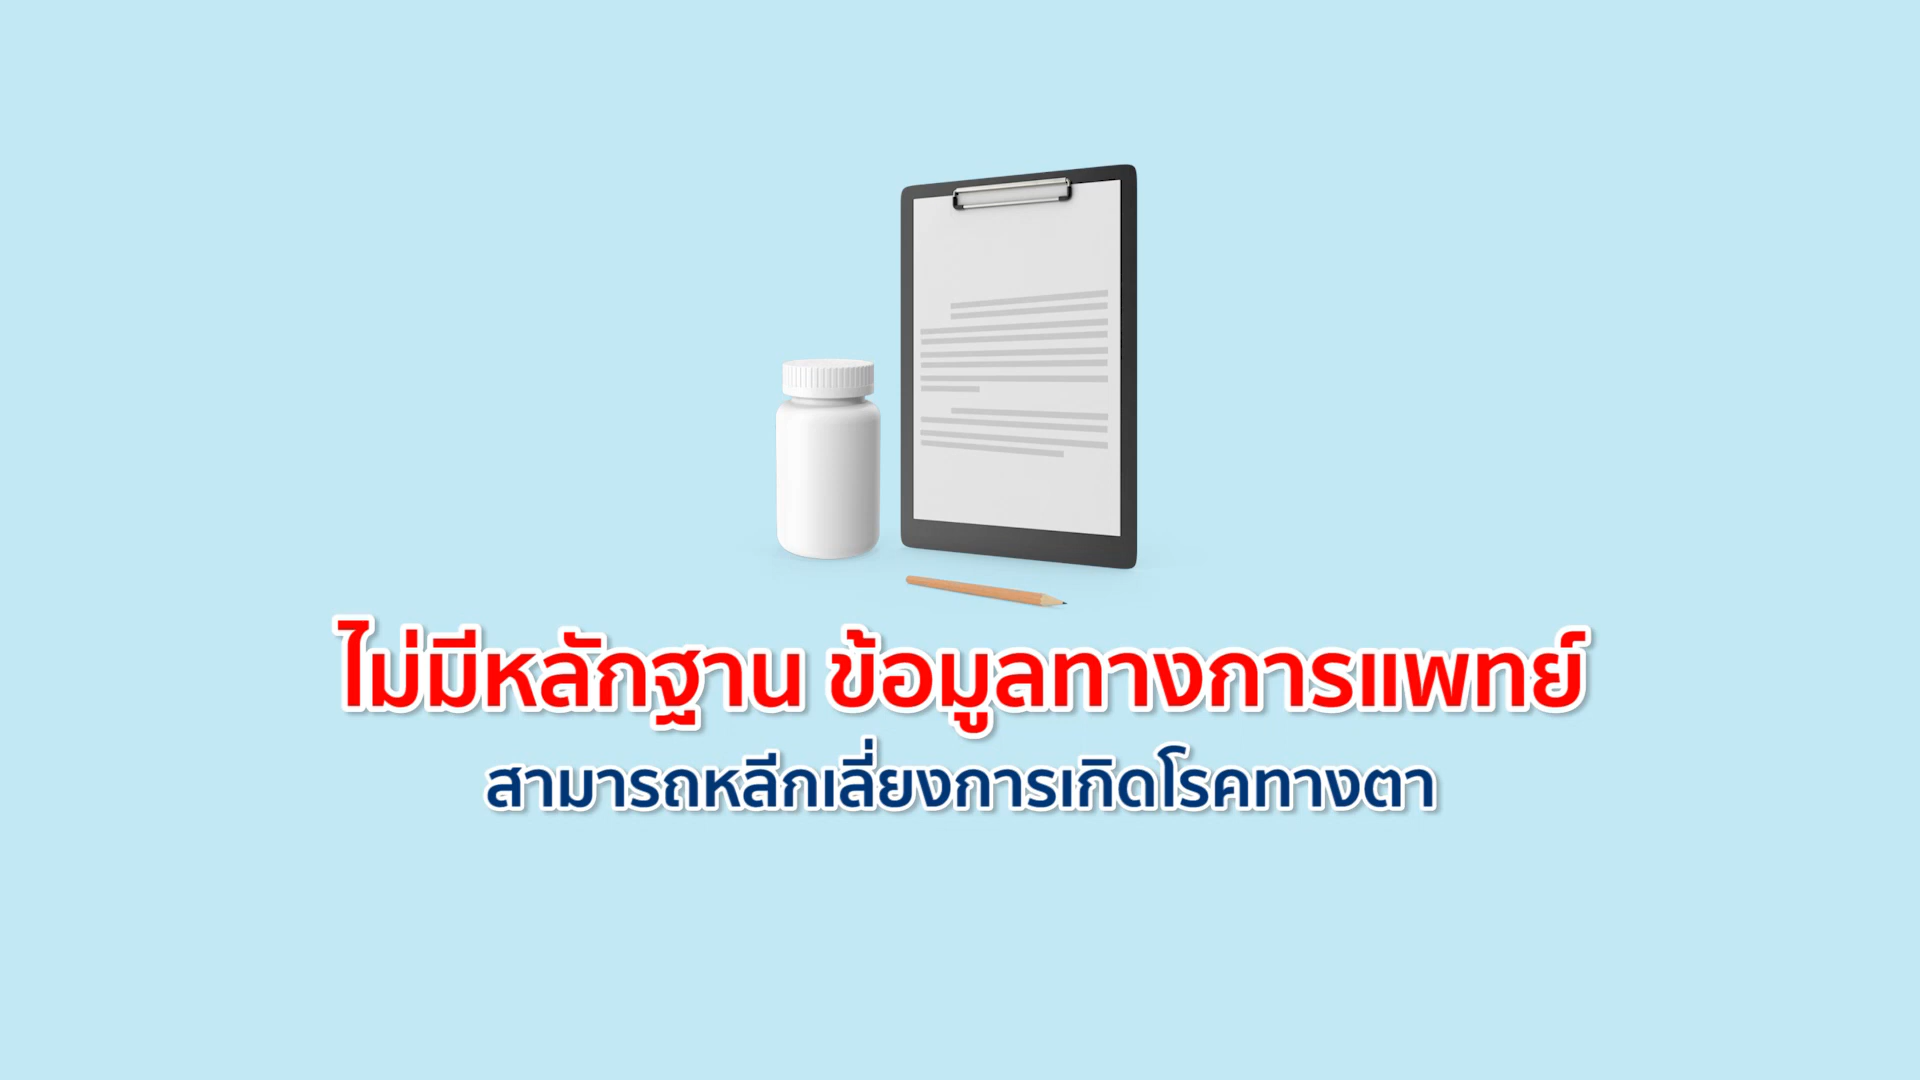 ไม่มีหลักฐาน ข้อมูลทางการแพทย์
สามารถหลีกเลี่ยงการเกิดโรคทางตา